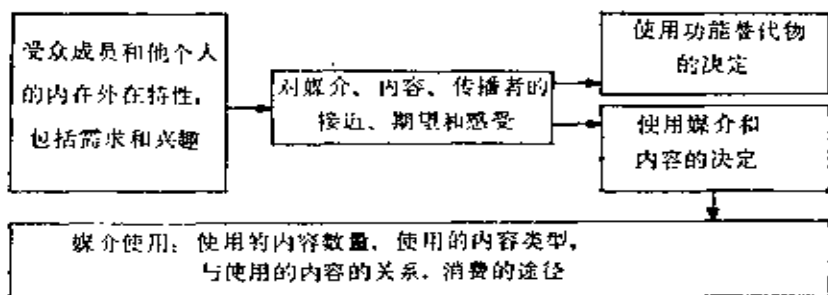 受众成员和他个人
的内在外在特性,
包括需求和兴趣
对媒介、内容、传播者的
接近、期望和感受
使用功能替代物
的决定
使用媒介和
内容的决定
媒介使用: 使用的内容数量, 使用的内容类型,
与使用的内容的关系, 消费的途径